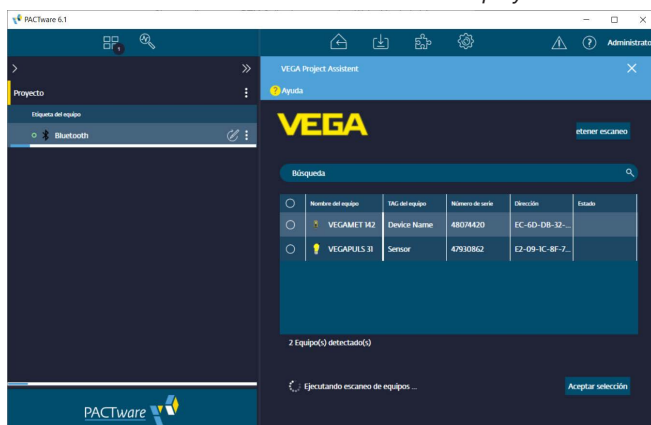 PACTware 6.1
1
Administrato
VEGA Project Assistent
Ayuda
Proyecto
Etiqueta del equipo
Bluetooth
VEGA
etener escaneo
Búsqueda
Nombre del equipo TAG del equipo Número de serie Dirección Estado
VEGAMET 142 Device Name 48074420 EC-6D-DB-32-...
VEGAPULS 31 Sensor 47930862 E2-09-1C-8F-7...
2 Equipo(s) detectado(s)
Ejecutando escaneo de equipos ...
Aceptar selección
PACTware